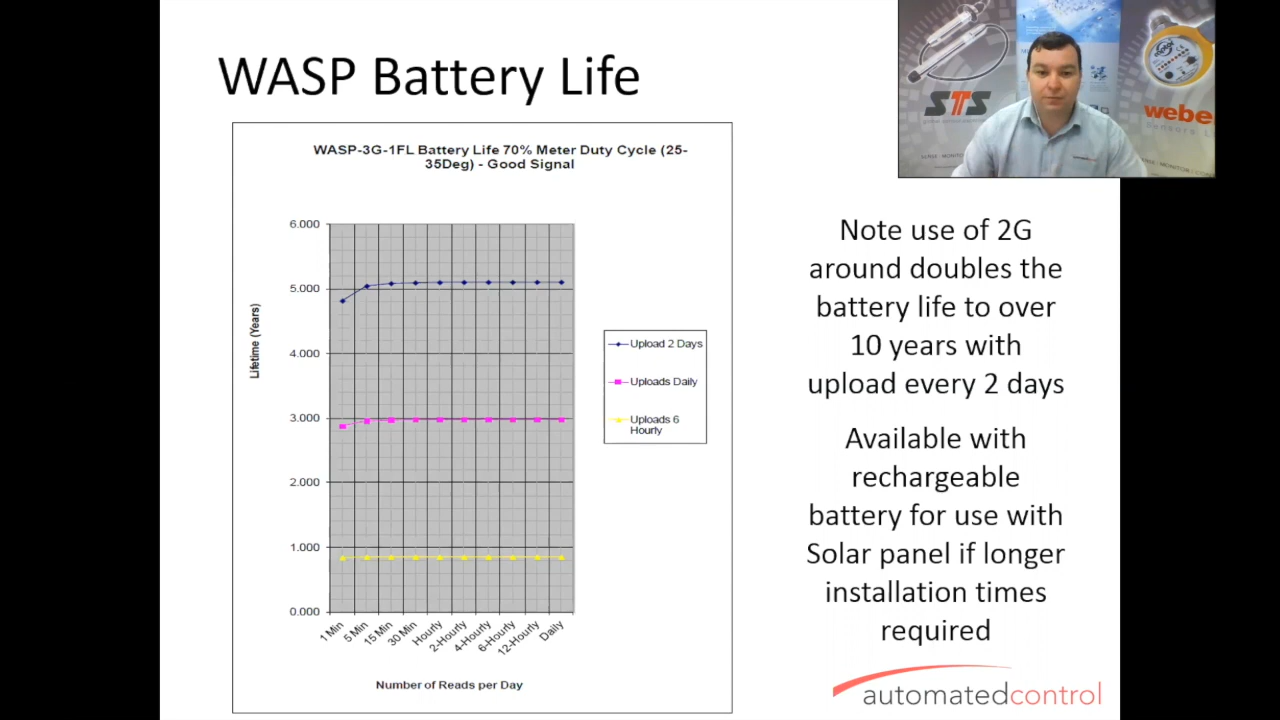 WASP Battery Life
WASP-3G-1FL Battery Life 70% Meter Duty Cycle (25-
35Deg) - Good Signal
6.000
5.000
4.000
3.000
2.000
1.000
0.000
Lifetime (Years)
1 Min
5 Min
15 Min
30 Min
Hourly
2-Hourly
4-Hourly
6-Hourly
12-Hourly
Daily
Number of Reads per Day
Upload 2 Days
Uploads Daily
Uploads 6
Hourly
STS
webe
Note use of 2G
around doubles the
battery life to over
10 years with
upload every 2 days
Available with
rechargeable
battery for use with
Solar panel if longer
installation times
required
automatedcontrol